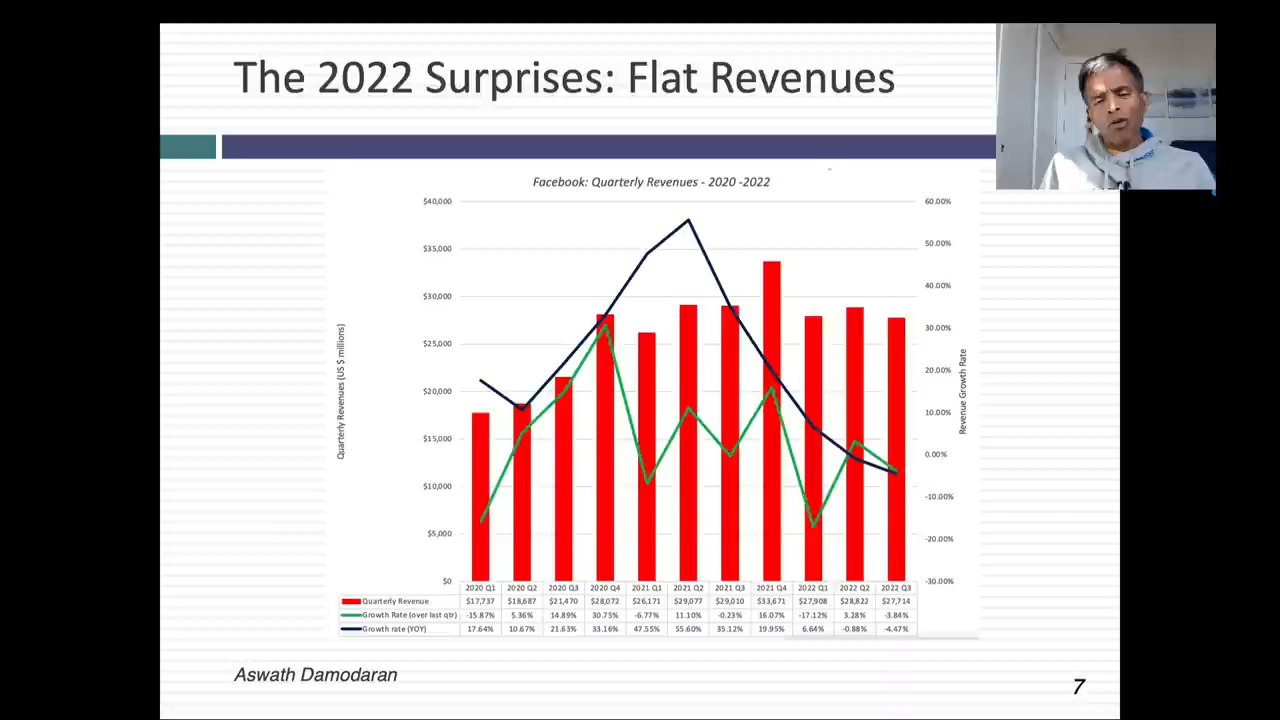 The 2022 Surprises: Flat Revenues
Facebook: Quarterly Revenues - 2020 -2022
$40,000
$35,000
$30,000
$25,000
$20,000
$15,000
$10,000
$5,000
$0
Quarterly Revenues (US $ millions)
60.00%
50.00%
40.00%
30.00%
20.00%
10.00%
0.00%
-10.00%
-20.00%
-30.00%
Revenue Growth Rate
2020 Q1 2020 Q2 2020 Q3 2020 Q4 2021 Q1 2021 Q2 2021 Q3 2021 Q4 2022 Q1 2022 Q2 2022 Q3
Quarterly Revenue $17,737 $18,687 $21,470 $28,072 $26,171 $29,077 $29,010 $33,671 $27,908 $28,822 $27,714
Growth Rate (over last qtr) -15.87% 5.36% 14.89% 30.75% -6.77% 11.10% -0.23% 16.07% -17.12% 3.28% -3.84%
Growth rate (YOY) 17.64% 10.67% 21.63% 33.16% 47.55% 55.60% 35.12% 19.95% 6.64% -0.88% -4.47%
Aswath Damodaran
7